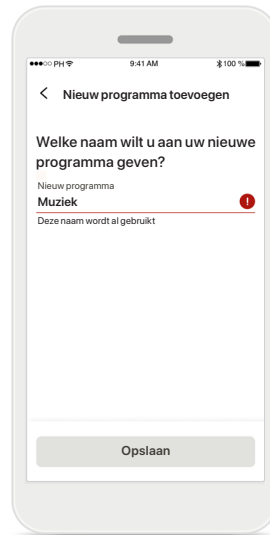 PH 9:41 AM 100 %
Nieuw programma toevoegen
Welke naam wilt u aan uw nieuwe
programma geven?
Nieuw programma
Muziek !
Deze naam wordt al gebruikt
Opslaan